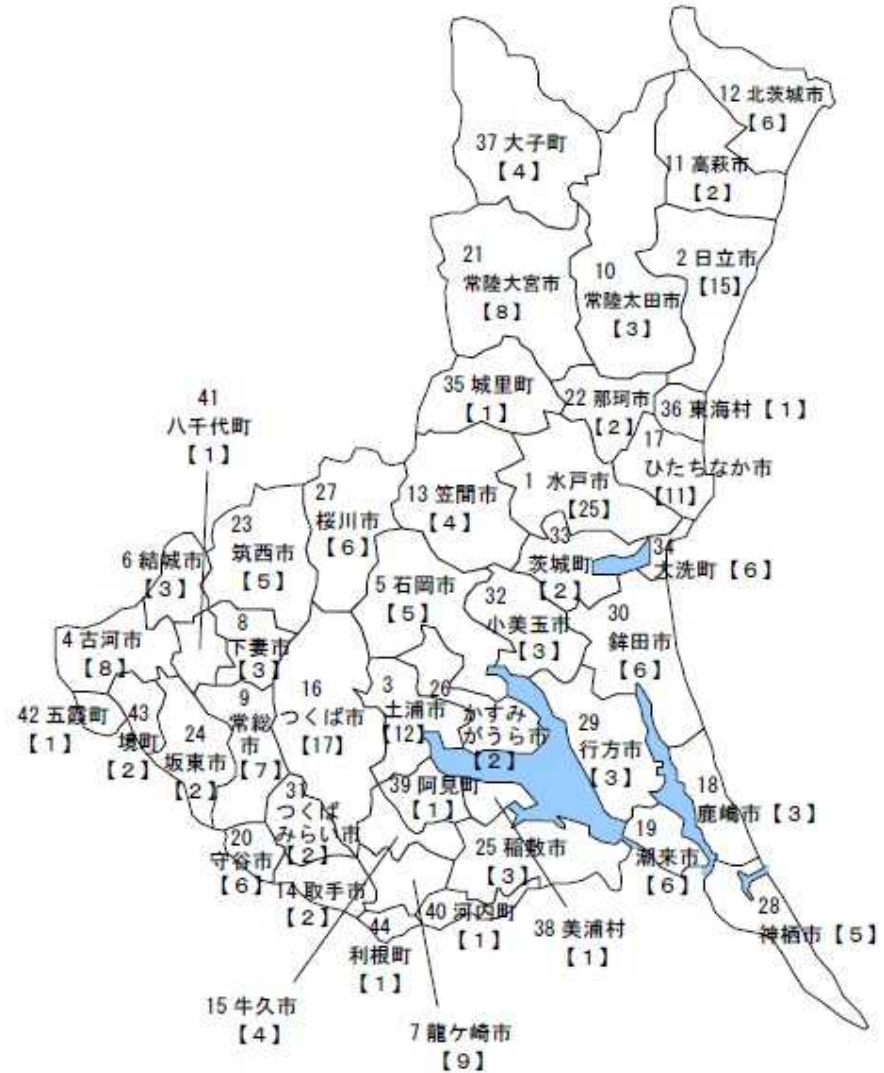 12 北茨城市
【6】
37 大子町
【4】
11 高萩市
【2】
21
常陸大宮市
【8】
10
常陸太田市
【3】
2 日立市
【15】
35 城里町
【1】
22 那珂市
【2】
36 東海村【1】
41
八千代町
【1】
17
ひたちなか市
【11】
27
桜川市
【6】
13 笠間市
【4】
1 水戸市
【25】
23
筑西市
【5】
33
茨城町
【2】
34
大洗町【6】
6 結城市
【3】
5 石岡市
【5】
32
小美玉市
【3】
30
鉾田市
【6】
8
下妻市
【3】
4 古河市
【8】
9
常総
市
【7】
16
つくば市
【17】
3
土浦市
【12】
26
かすみ
がうら市
【2】
29
行方市
【3】
42 五霞町
【1】
43
境町
【2】
24
坂東市
【2】
31
つくば
みらい市
【2】
39 阿見町
【1】
18
鹿嶋市【3】
20
守谷市
【6】
25 稲敷市
【3】
19
潮来市
【6】
14 取手市
【2】
40 河内町
【1】
38 美浦村
【1】
28
神栖市【5】
44
利根町
【1】
15 牛久市
【4】
7 龍ケ崎市
【9】